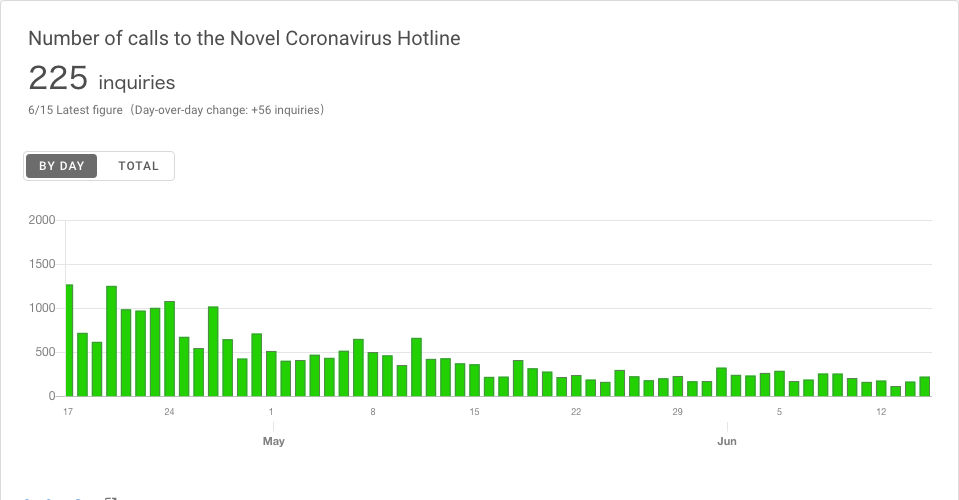 Number of calls to the Novel Coronavirus Hotline
225 inquiries
6/15 Latest figure（Day-over-day change: +56 inquiries）
BY DAY TOTAL
2000
1500
1000
500
0
17 24 1 8 15 22 29 5 12
May Jun